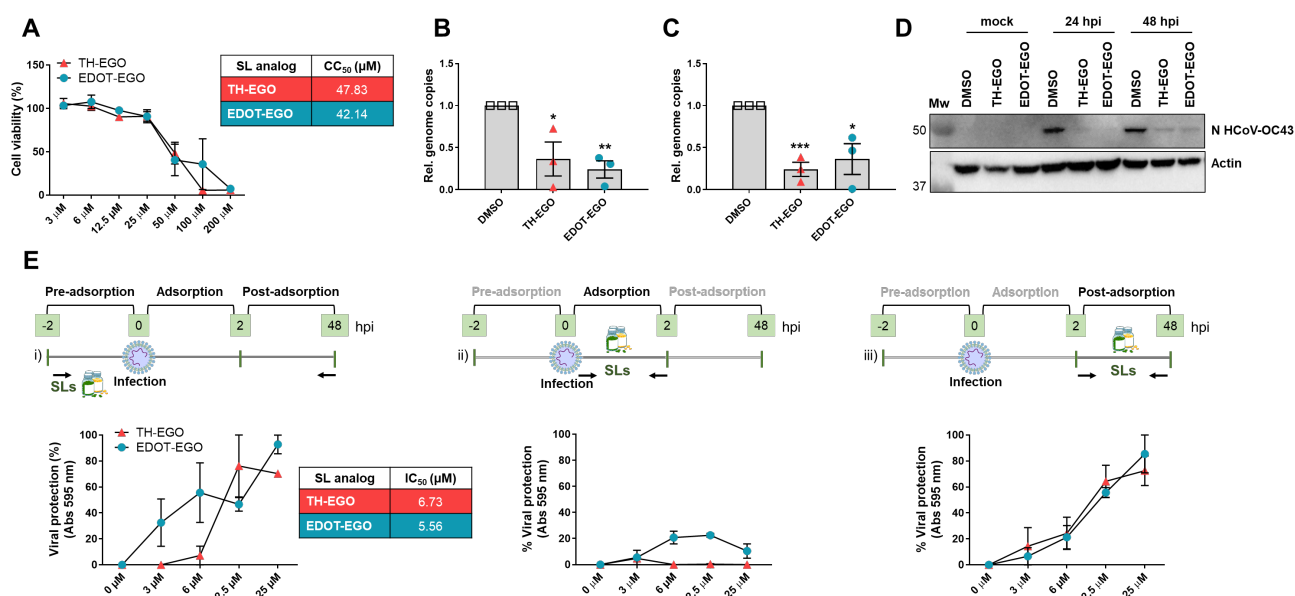 A
Cell viability (%)
150
100
50
0
TH-EGO
EDOT-EGO
3 µM
6 µM
12.5 µM
25 µM
50 µM
100 µM
200 µM
SL analog CC50 (µM)
TH-EGO 47.83
EDOT-EGO 42.14
B
Rel. genome copies
1.5
1.0
0.5
0.0
*
**
DMSO
TH-EGO
EDOT-EGO
C
Rel. genome copies
1.5
1.0
0.5
0.0
***
*
DMSO
TH-EGO
EDOT-EGO
D
mock 24 hpi 48 hpi
Mw DMSO TH-EGO EDOT-EGO DMSO TH-EGO EDOT-EGO DMSO TH-EGO EDOT-EGO
50 N HCoV-OC43
Actin
37
E
Pre-adsorption Adsorption Post-adsorption
-2 0 2 48 hpi
i)
SLs
Infection
Pre-adsorption Adsorption Post-adsorption
-2 0 2 48 hpi
ii)
Infection SLs
Pre-adsorption Adsorption Post-adsorption
-2 0 2 48 hpi
iii)
Infection
SLs
Viral protection (%)
(Abs 595 nm)
100
80
60
40
20
0
TH-EGO
EDOT-EGO
0 µM
3 µM
6 µM
25 µM
SL analog IC50 (µM)
TH-EGO 6.73
EDOT-EGO 5.56
% Viral protection
(Abs 595 nm)
100
80
60
40
20
0
0 µM
3 µM
6 µM
25 µM
% Viral protection
(Abs 595 nm)
100
80
60
40
20
0
0 µM
3 µM
6 µM
25 µM